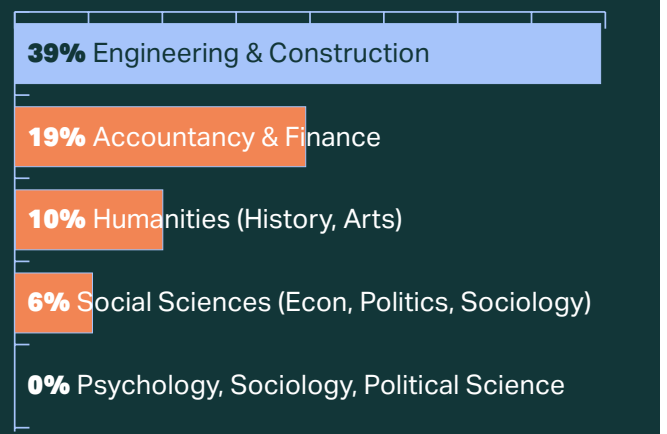 39% Engineering & Construction
19% Accountancy & Finance
10% Humanities (History, Arts)
6% Social Sciences (Econ, Politics, Sociology)
0% Psychology, Sociology, Political Science